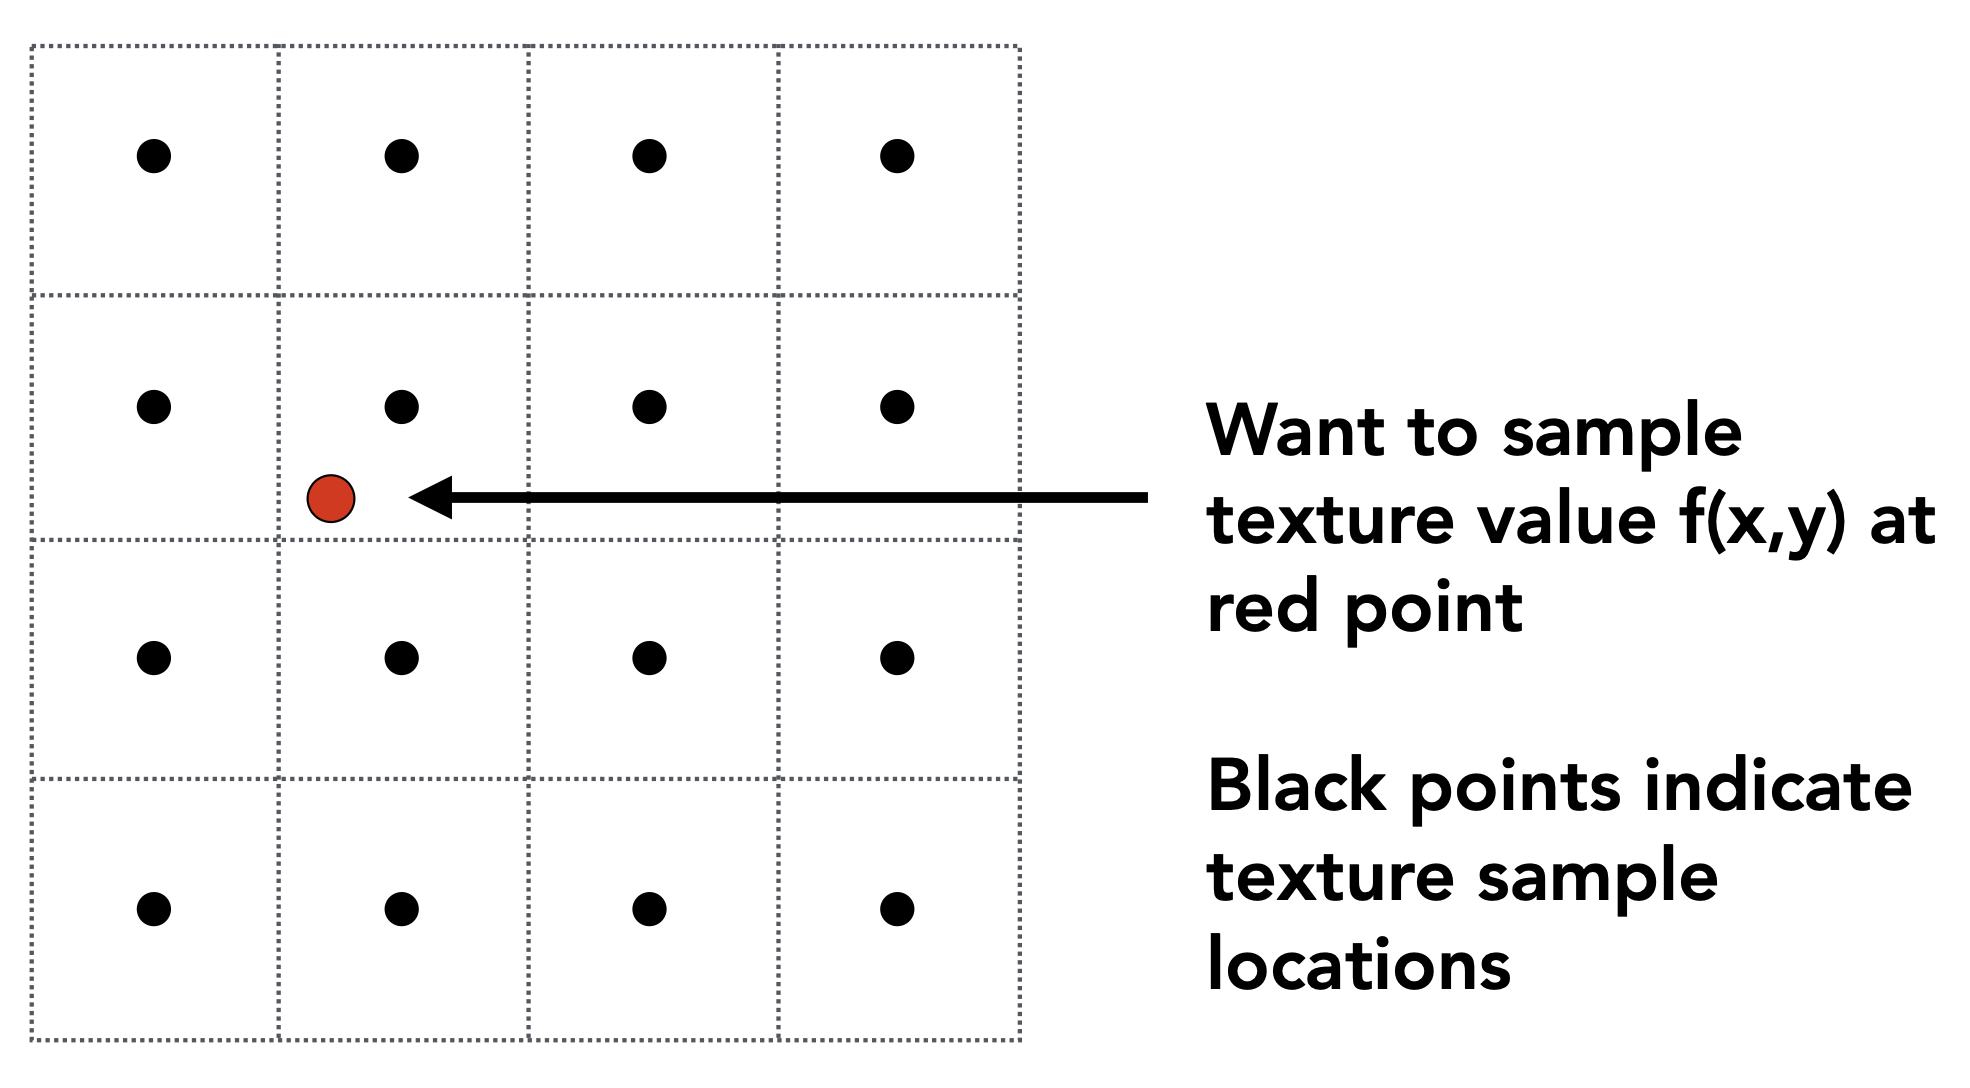 Want to sample
texture value f(x,y) at
red point
Black points indicate
texture sample
locations